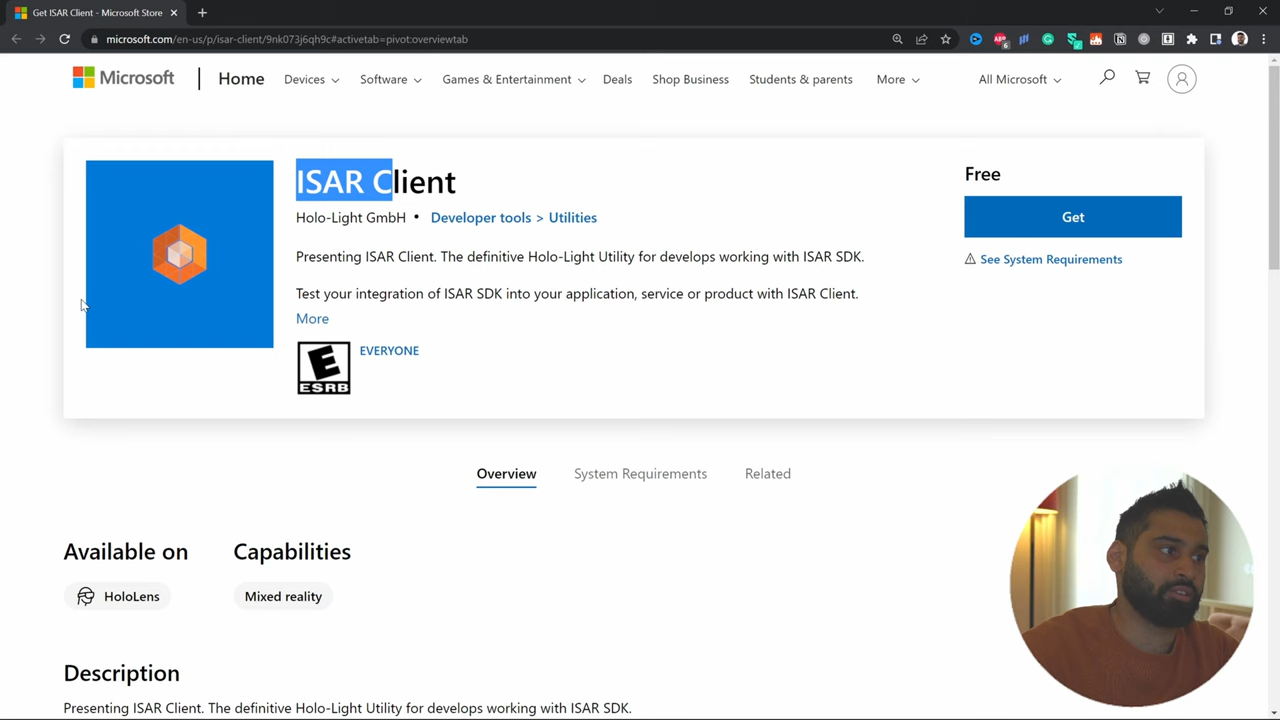 Get ISAR Client - Microsoft Store
microsoft.com/en-us/p/isar-client/9nk073j6qh9c#activetab=pivot:overviewtab
Microsoft Home Devices Software Games & Entertainment Deals Shop Business Students & parents More All Microsoft
ISAR Client
Holo-Light GmbH • Developer tools > Utilities
Presenting ISAR Client. The definitive Holo-Light Utility for develops working with ISAR SDK.
Test your integration of ISAR SDK into your application, service or product with ISAR Client.
More
E
ESRB
EVERYONE
Free
Get
See System Requirements
Overview System Requirements Related
Available on Capabilities
HoloLens Mixed reality
Description
Presenting ISAR Client. The definitive Holo-Light Utility for develops working with ISAR SDK.